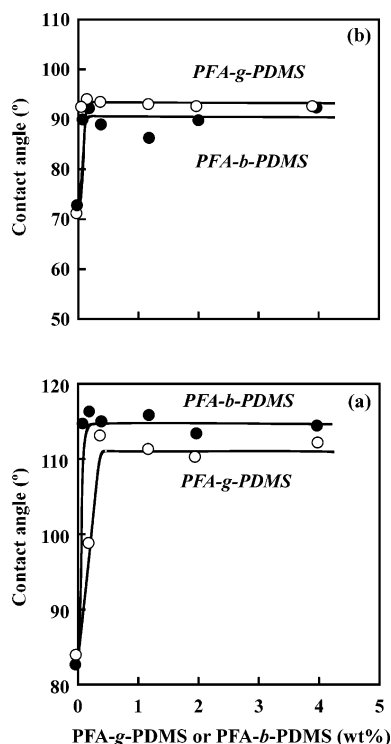 110
(b)
100
PFA-g-PDMS
90
80
PFA-b-PDMS
70
60
50
Contact angle (º)
120
(a)
PFA-b-PDMS
110
PFA-g-PDMS
100
90
80
Contact angle (º)
0 1 2 3 4 5
PFA-g-PDMS or PFA-b-PDMS (wt%)